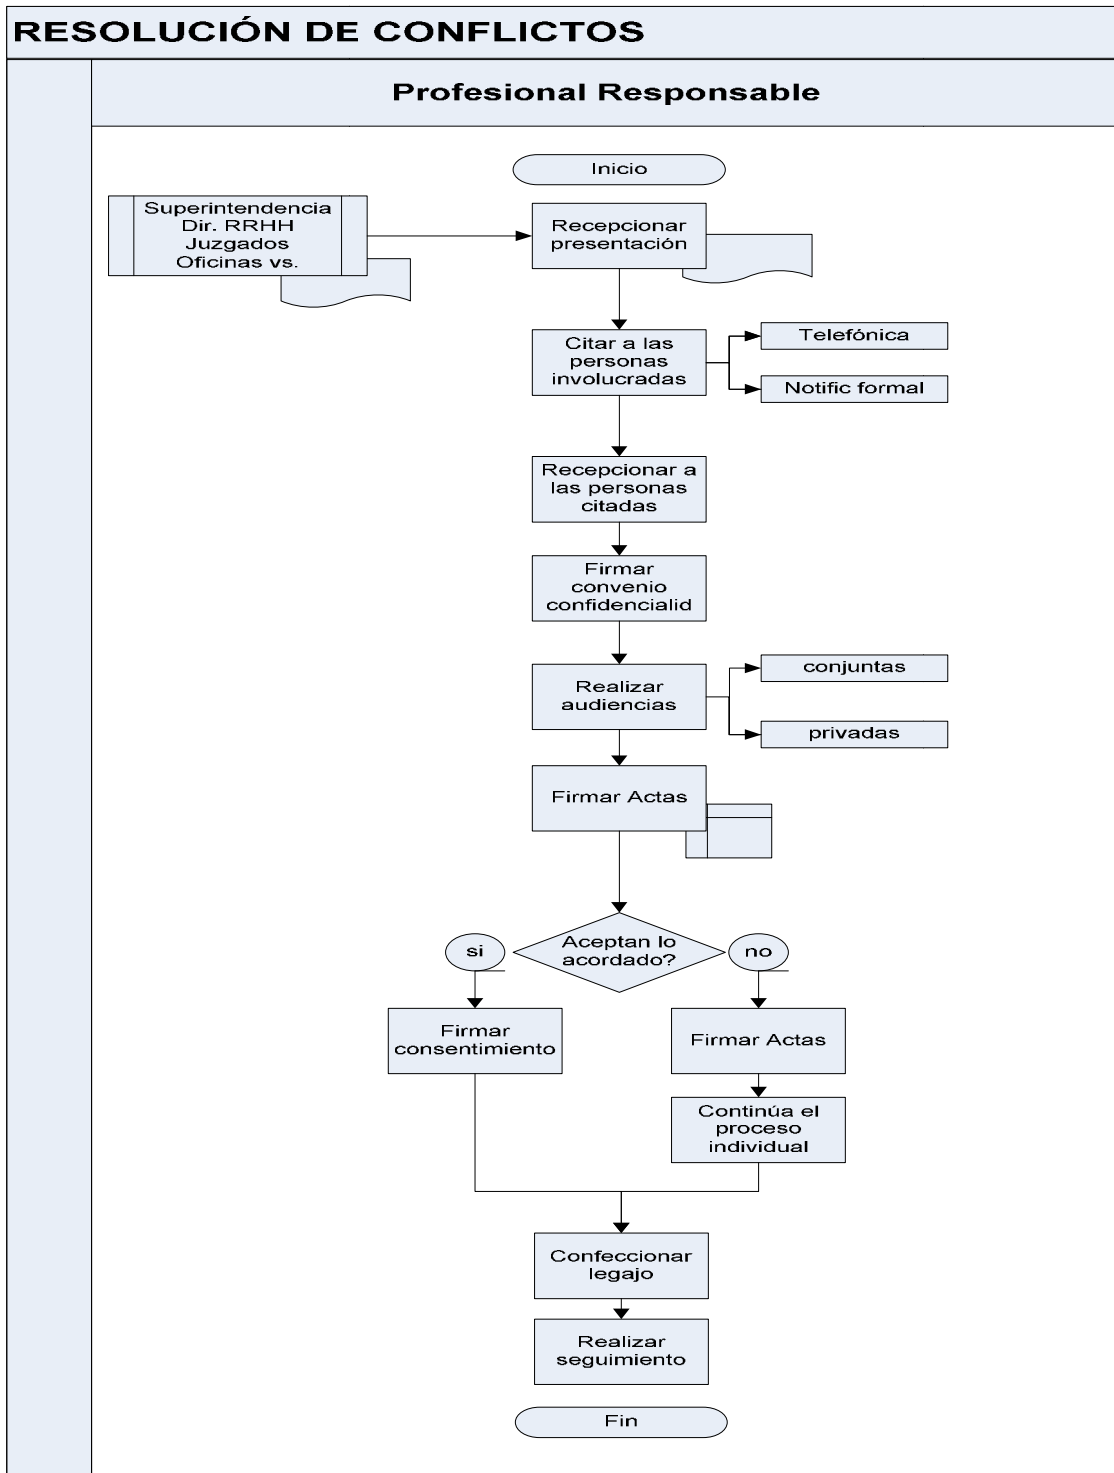 RESOLUCIÓN DE CONFLICTOS
Profesional Responsable
Inicio
Superintendencia
Dir. RRHH
Juzgados
Oficinas vs.
Recepcionar
presentación
Citar a las
personas
involucradas
Telefónica
Notific formal
Recepcionar a
las personas
citadas
Firmar
convenio
confidencialid
Realizar
audiencias
conjuntas
privadas
Firmar Actas
Aceptan lo
acordado?
si
no
Firmar
consentimiento
Firmar Actas
Continúa el
proceso
individual
Confeccionar
legajo
Realizar
seguimiento
Fin